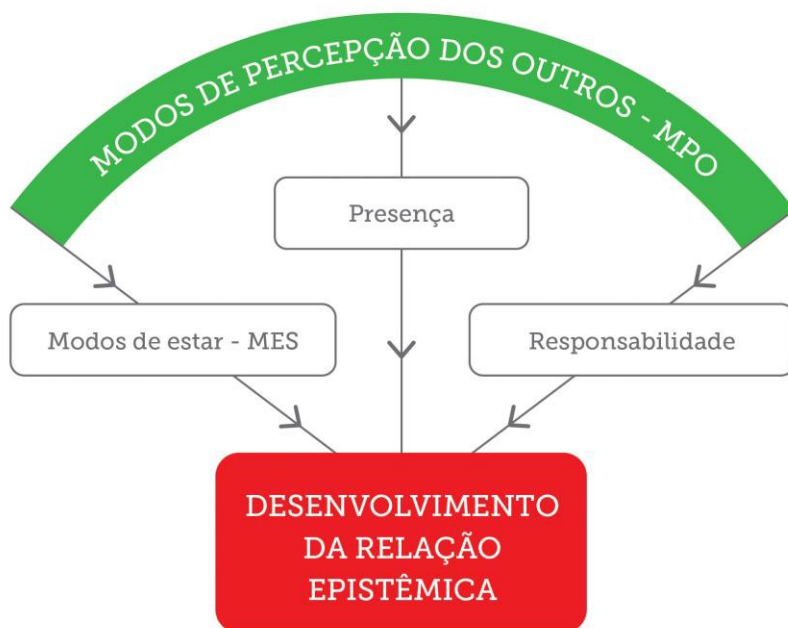 MODOS DE PERCEPÇÃO DOS OUTROS - MPO
Presença
Modos de estar - MES
Responsabilidade
DESENVOLVIMENTO
DA RELAÇÃO
EPISTÊMICA